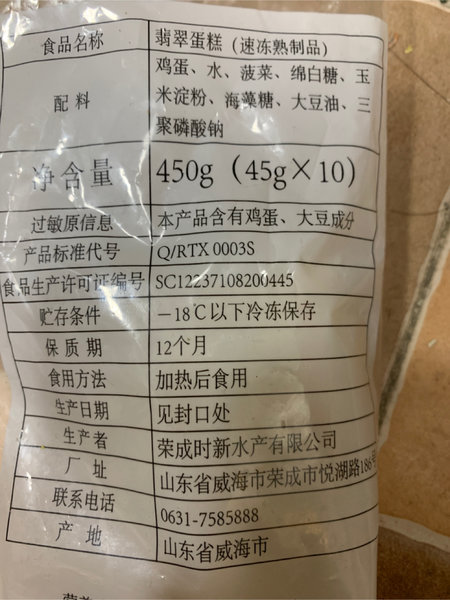 食品名称 翡翠蛋糕（速冻熟制品）
配料 鸡蛋、水、菠菜、绵白糖、玉
米淀粉、海藻糖、大豆油、三
聚磷酸钠
净含量 450g（45g×10）
过敏原信息 本产品含有鸡蛋、大豆成分
产品标准代号 Q/RTX 0003S
食品生产许可证编号 SC12237108200445
贮存条件 －18℃以下冷冻保存
保质期 12个月
食用方法 加热后食用
生产日期 见封口处
生产者 荣成时新水产有限公司
厂址 山东省威海市荣成市悦湖路186号
联系电话 0631-7585888
产地 山东省威海市